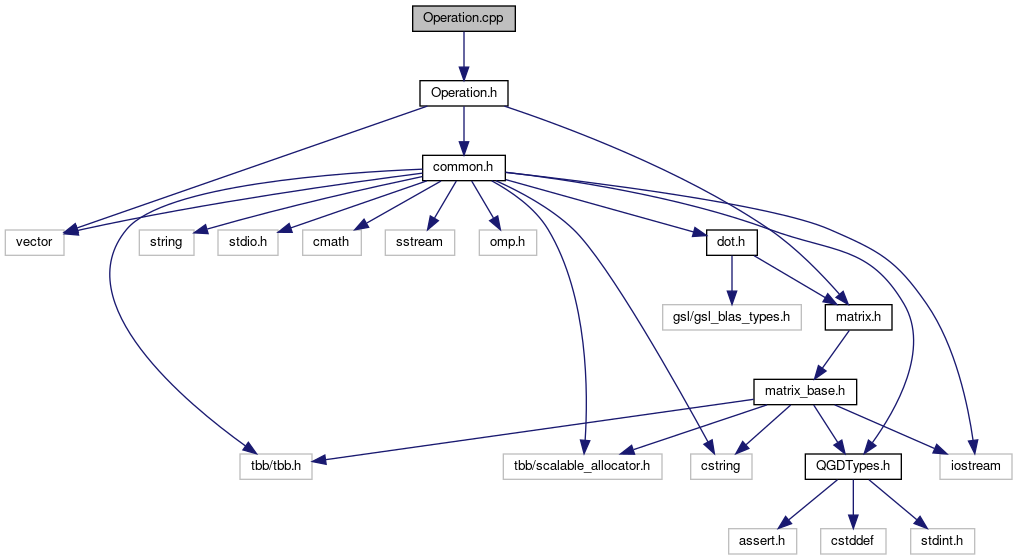 Operation.cpp
Operation.h
common.h
vector
string
stdio.h
cmath
sstream
omp.h
dot.h
gsl/gsl_blas_types.h
matrix.h
matrix_base.h
tbb/tbb.h
tbb/scalable_allocator.h
cstring
QGDTypes.h
iostream
assert.h
cstddef
stdint.h